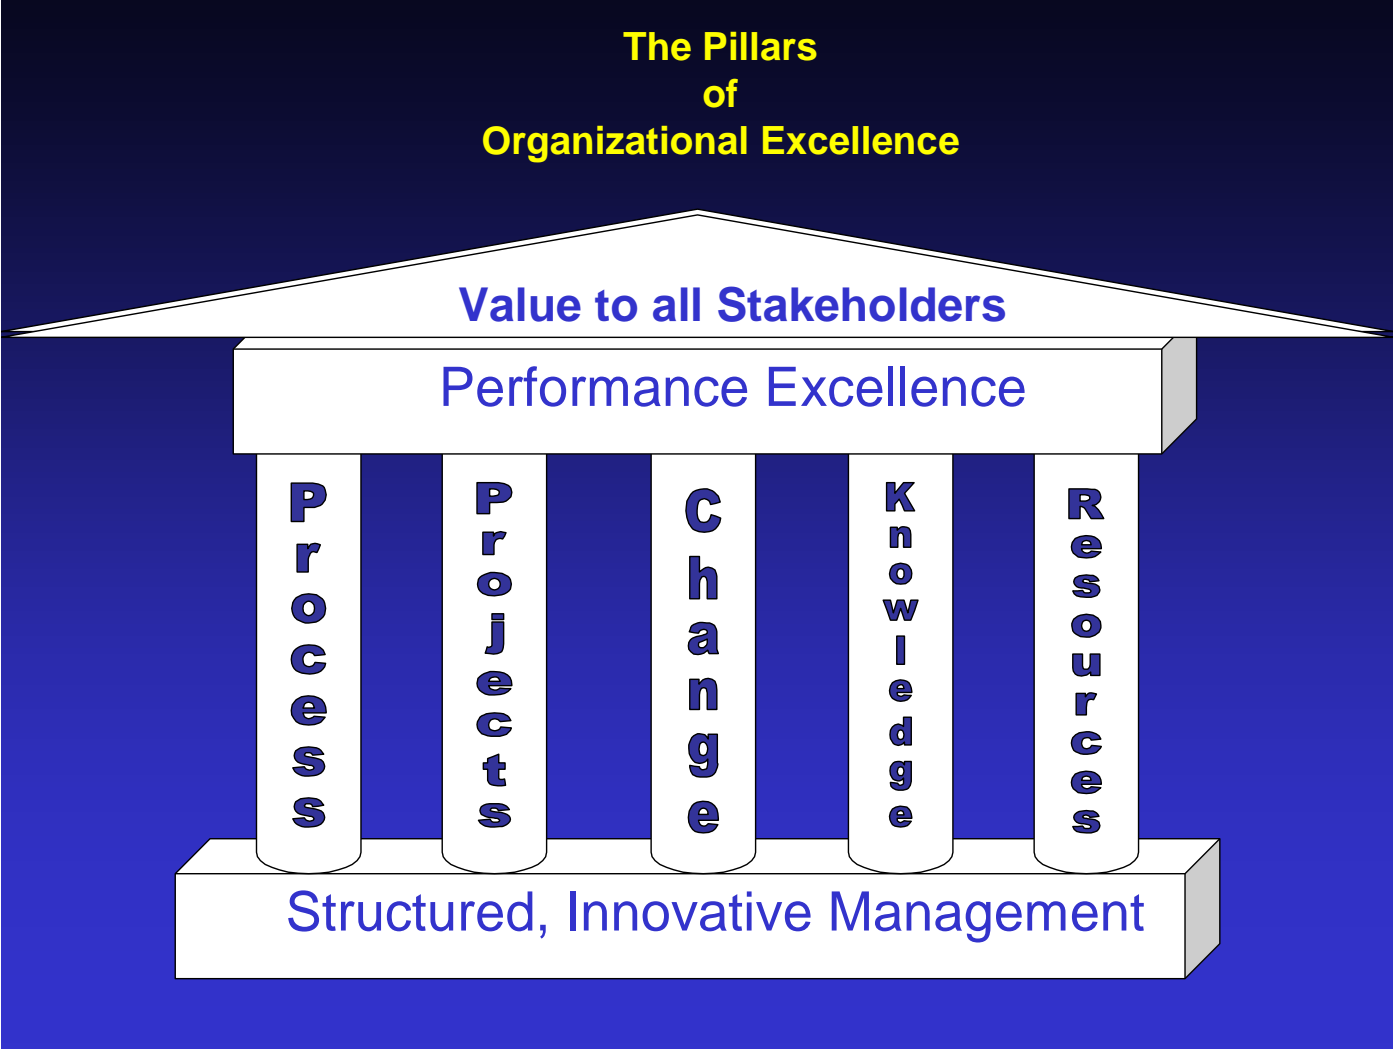 The Pillars
of
Organizational Excellence
Value to all Stakeholders
Performance Excellence
Process
Projects
Change
Knowledge
Resources
Structured, Innovative Management